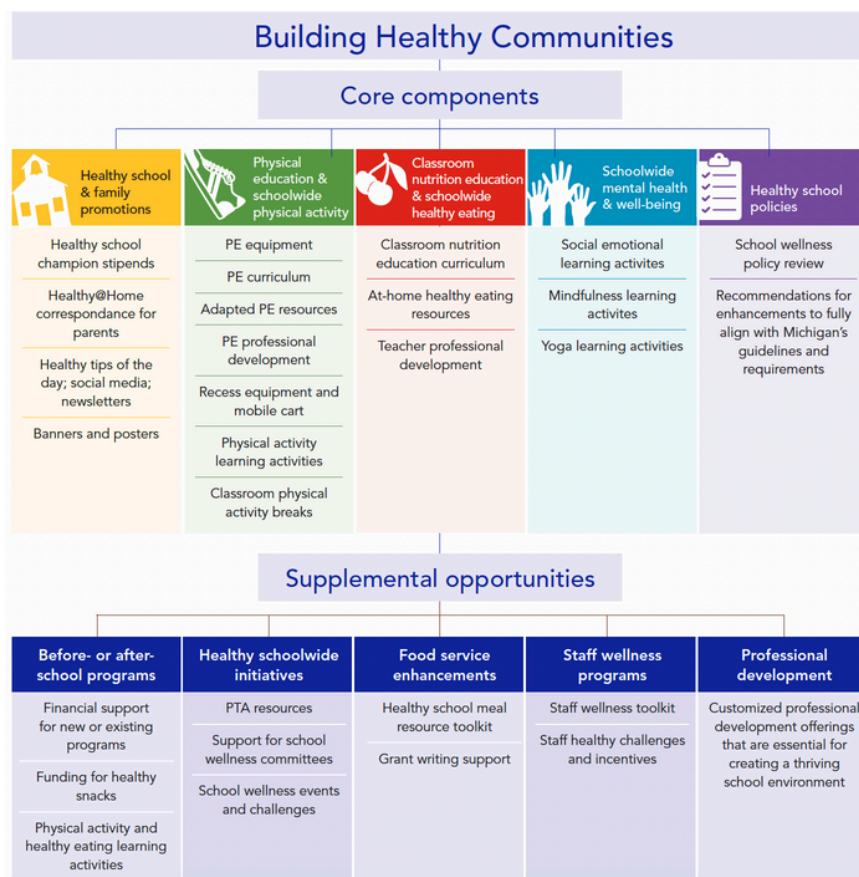 Building Healthy Communities
Core components
Healthy school
& family
promotions
Healthy school
champion stipends
Healthy@Home
correspondance for
parents
Healthy tips of the
day; social media;
newsletters
Banners and posters
Physical
education &
schoolwide
physical activity
PE equipment
PE curriculum
Adapted PE resources
PE professional
development
Recess equipment and
mobile cart
Physical activity
learning activities
Classroom physical
activity breaks
Classroom
nutrition education
& schoolwide
healthy eating
Classroom nutrition
education curriculum
At-home healthy eating
resources
Teacher professional
development
Schoolwide
mental health
& well-being
Social emotional
learning activites
Mindfulness learning
activites
Yoga learning activities
Healthy school
policies
School wellness
policy review
Recommendations for
enhancements to fully
align with Michigan's
guidelines and
requirements
Supplemental opportunities
Before- or after-
school programs
Financial support
for new or existing
programs
Funding for healthy
snacks
Physical activity and
healthy eating learning
activities
Healthy schoolwide
initiatives
PTA resources
Support for school
wellness committees
School wellness events
and challenges
Food service
enhancements
Healthy school meal
resource toolkit
Grant writing support
Staff wellness
programs
Staff wellness toolkit
Staff healthy challenges
and incentives
Professional
development
Customized professional
development offerings
that are essential for
creating a thriving
school environment